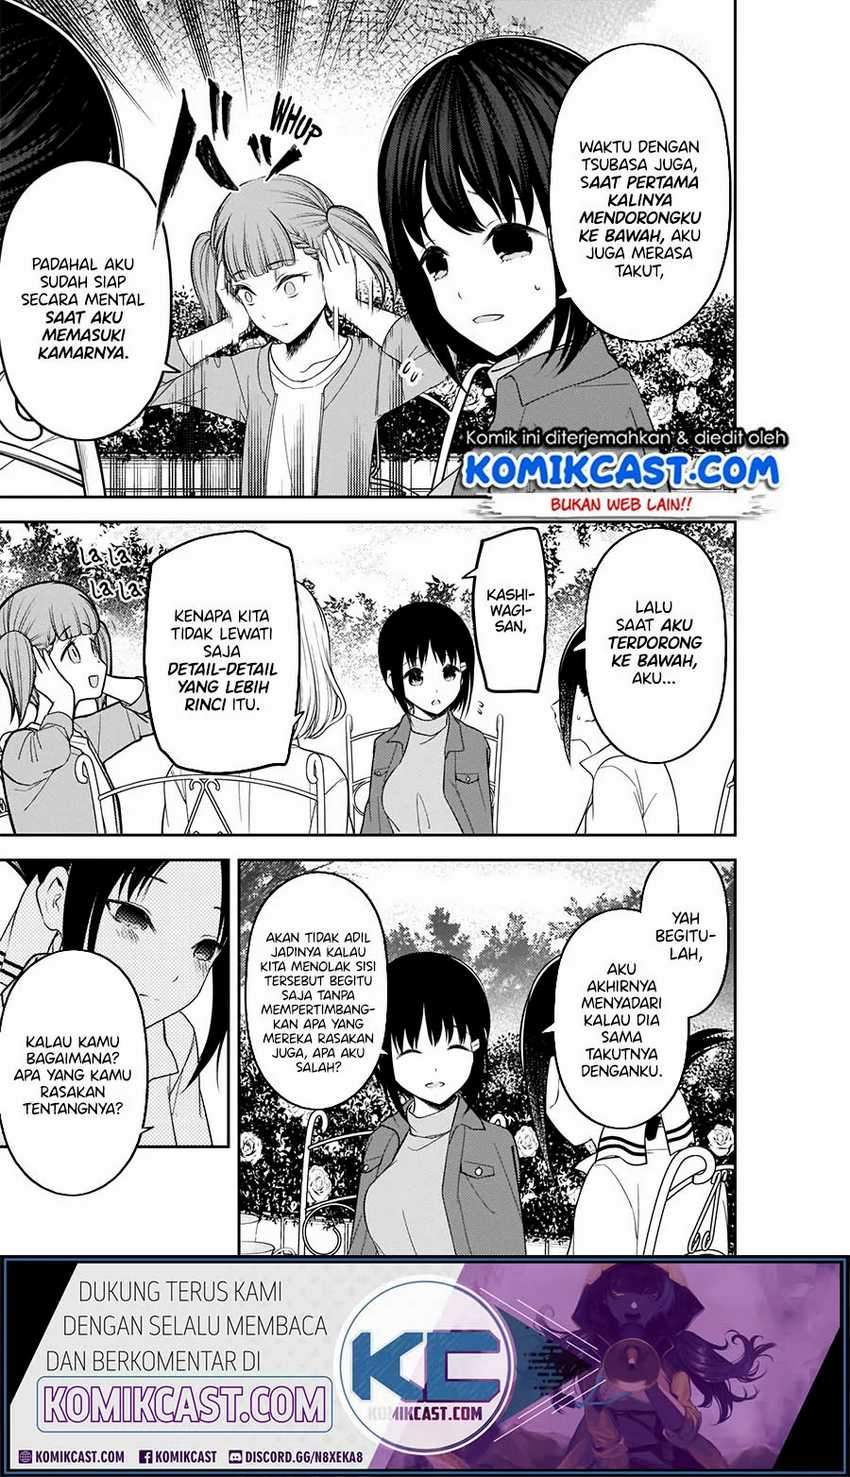 WAKTU DENGAN
TSUBASA JUGA,
SAAT PERTAMA
KALINYA
MENDORONGKU
KE BAWAH, AKU
JUGA MERASA
TAKUT,
WHUP
PADAHAL AKU
SUDAH SIAP
SECARA MENTAL
SAAT AKU
MEMASUKI
KAMARNYA.
Komik ini diterjemahkan & diedit oleh
KOMIKCAST.COM
BUKAN WEB LAIN!!
LALU
SAAT AKU
TERDORONG
KE BAWAH,
AKU...
KASHI-
WAGI-
SAN,
KENAPA KITA
TIDAK LEWATI
SAJA
DETAIL-DETAIL
YANG LEBIH
RINCI ITU.
La La
La La
YAH
BEGITU-
LAH,
AKU
AKHIRNYA
MENYADARI
KALAU DIA
SAMA
TAKUTNYA
DENGANKU.
AKAN TIDAK ADIL
JADINYA KALAU
KITA MENOLAK SISI
TERSEBUT BEGITU
SAJA TANPA
MEMPERTIMBANG-
KAN APA YANG
MEREKA RASAKAN
JUGA, APA AKU
SALAH?
KALAU KAMU
BAGAIMANA?
APA YANG KAMU
RASAKAN
TENTANGNYA?
DUKUNG TERUS KAMI
DENGAN SELALU MEMBACA
DAN BERKOMENTAR DI
KOMIKCAST.COM
KC
KOMIKCAST.COM
KOMIKCAST.COM KOMIKCAST DISCORD.GG/N8XEKA8